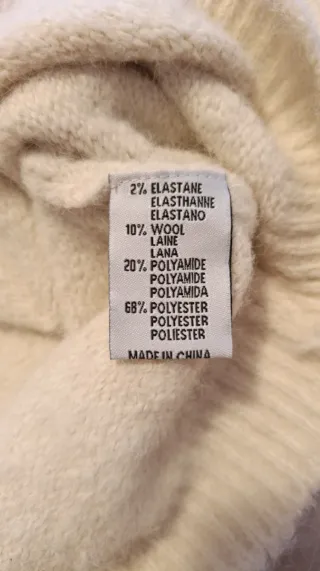 2% ELASTANE
ELASTHANNE
ELASTANO
10% WOOL
LAINE
LANA
20% POLYAMIDE
POLYAMIDE
POLYAMIDA
68% POLYESTER
POLYESTER
POLIESTER
MADE IN CHINA